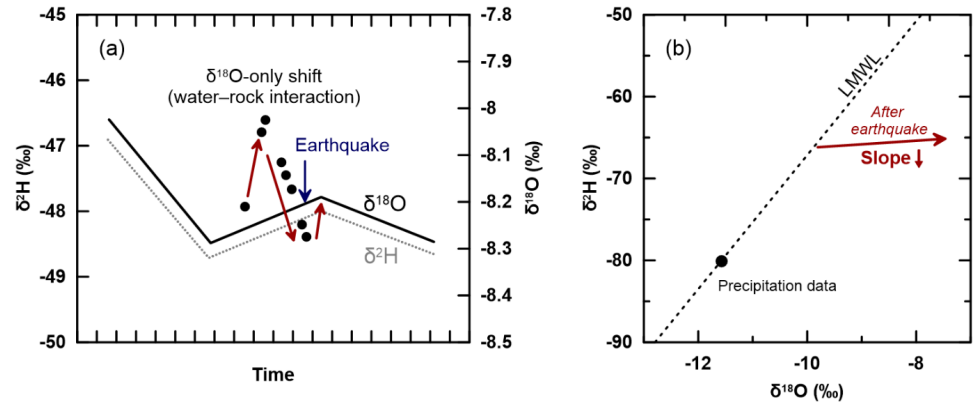 (a)
δ²H (‰)
-45
-46
-47
-48
-49
-50
δ¹⁸O-only shift
(water–rock interaction)
Earthquake
δ¹⁸O
δ²H
-7.8
-8
-8.1
-8.2
-8.3
-8.4
-8.5
δ¹⁸O (‰)
Time
(b)
δ²H (‰)
-50
-60
-70
-80
-90
LMWL
After
earthquake
Slope
Precipitation data
-12
-10
-8
δ¹⁸O (‰)